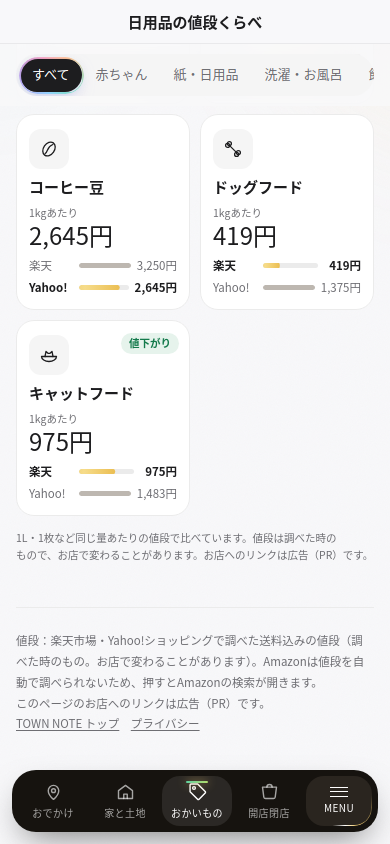 日用品の値段くらべ
すべて 赤ちゃん 紙・日用品 洗濯・お風呂
コーヒー豆
1kgあたり
2,645円
楽天 3,250円
Yahoo! 2,645円
ドッグフード
1kgあたり
419円
楽天 419円
Yahoo! 1,375円
値下がり
キャットフード
1kgあたり
975円
楽天 975円
Yahoo! 1,483円
1L・1枚など同じ量あたりの値段で比べています。値段は調べた時の
もので、お店で変わることがあります。お店へのリンクは広告（PR）です。
値段：楽天市場・Yahoo!ショッピングで調べた送料込みの値段（調
べた時のもの。お店で変わることがあります）。Amazonは値段を自
動で調べられないため、押すとAmazonの検索が開きます。
このページのお店へのリンクは広告（PR）です。
TOWN NOTE トップ プライバシー
おでかけ 家と土地 おかいもの 開店閉店 MENU